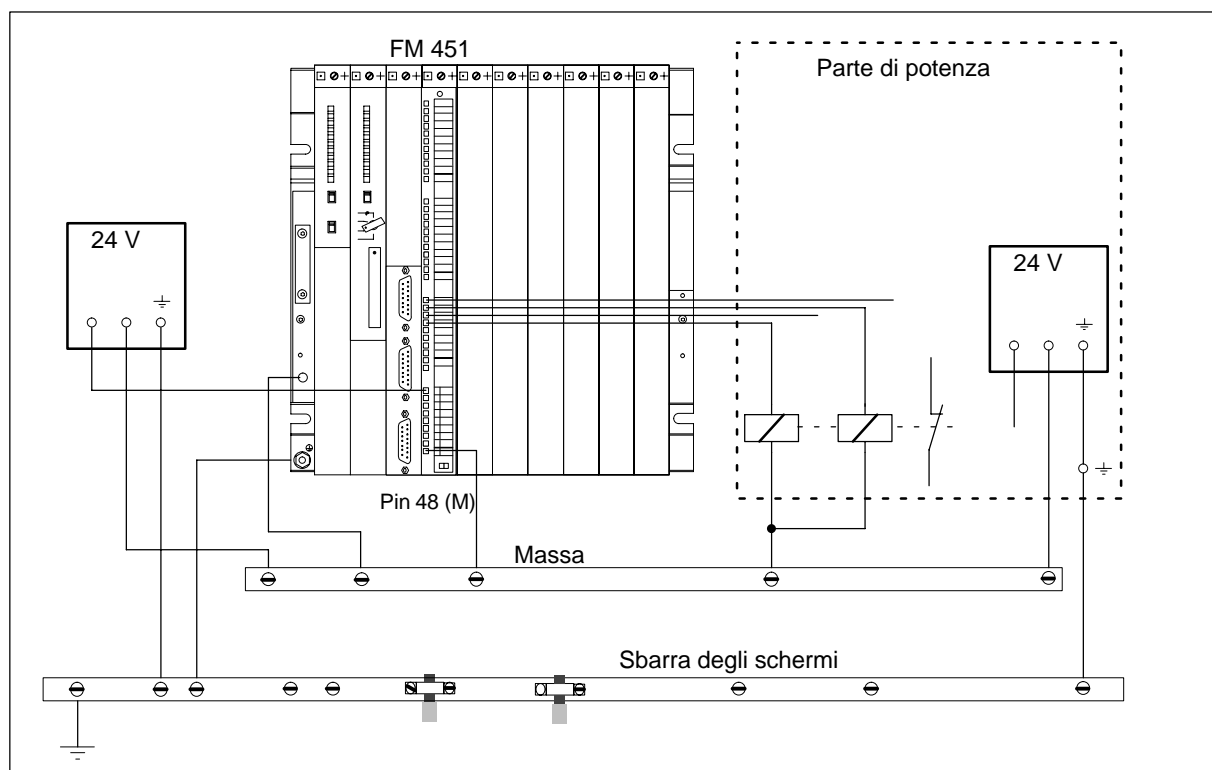 FM 451
Parte di potenza
24 V
24 V
Pin 48 (M)
Massa
Sbarra degli schermi